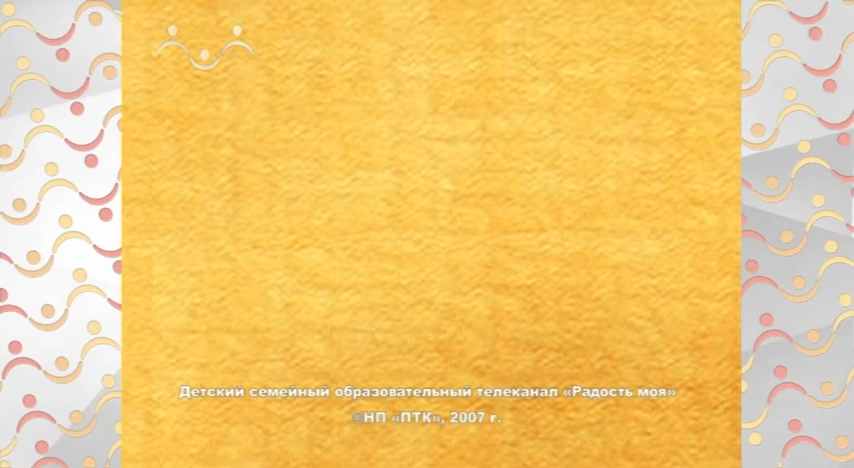 Детский семейный образовательный телеканал «Радость моя»
©НП «ПТК», 2007 г.